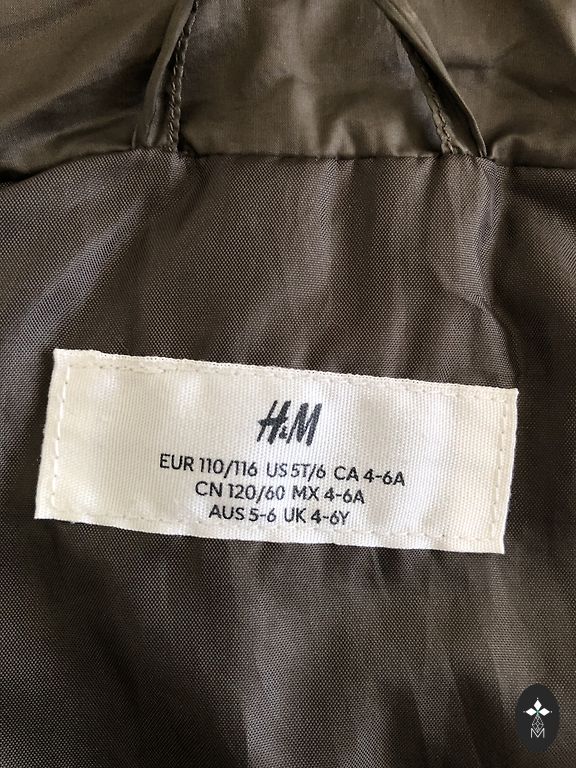 H&M
EUR 110/116 US 5T/6 CA 4-6A
CN 120/60 MX 4-6A
AUS 5-6 UK 4-6Y
M